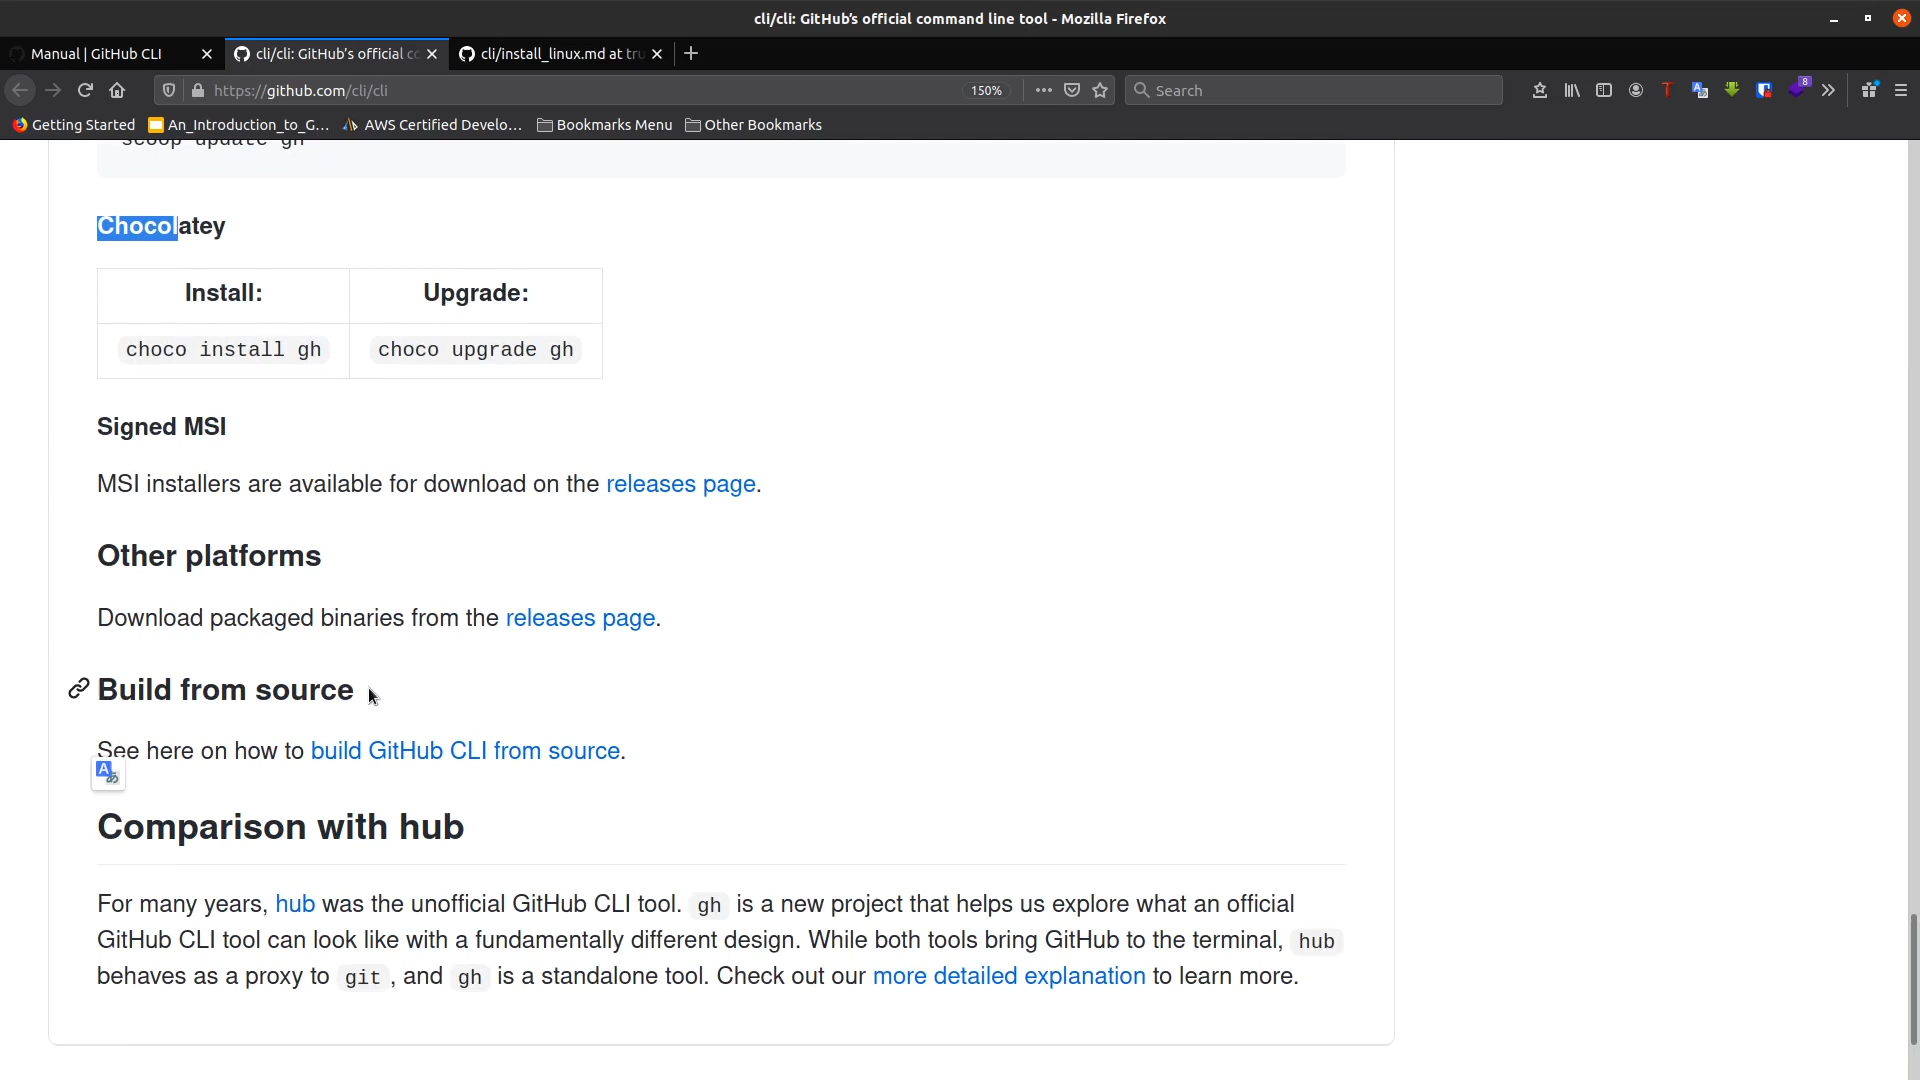 cli/cli: GitHub's official command line tool - Mozilla Firefox
Manual | GitHub CLI
cli/cli: GitHub's official co
cli/install_linux.md at tru
https://github.com/cli/cli
150%
Search
8
Getting Started
An_Introduction_to_G...
AWS Certified Develo...
Bookmarks Menu
Other Bookmarks
scoop update gh
Chocolatey
Install: Upgrade:
choco install gh choco upgrade gh
Signed MSI
MSI installers are available for download on the releases page.
Other platforms
Download packaged binaries from the releases page.
Build from source
See here on how to build GitHub CLI from source.
Comparison with hub
For many years, hub was the unofficial GitHub CLI tool. gh is a new project that helps us explore what an official
GitHub CLI tool can look like with a fundamentally different design. While both tools bring GitHub to the terminal, hub
behaves as a proxy to git , and gh is a standalone tool. Check out our more detailed explanation to learn more.